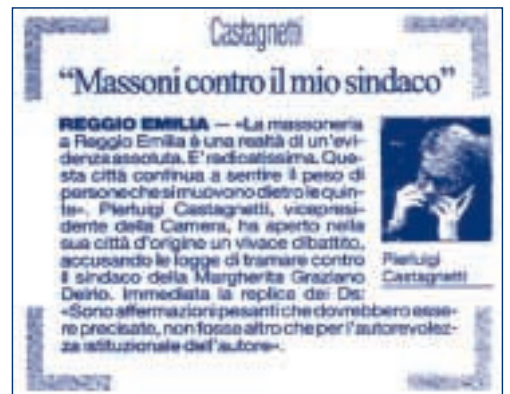 Castagnetti
“Massoni contro il mio sindaco”
REGGIO EMILIA — «La massoneria
a Reggio Emilia è una realtà di un'evi-
denza assoluta. E' radicatissima. Que-
sta città continua a sentire il peso di
persone che si muovono dietro le quin-
te». Pierluigi Castagnetti, vicepresi-
dente della Camera, ha aperto nella
sua città d'origine un vivace dibattito,
accusando le logge di tramare contro
il sindaco della Margherita Graziano
Delrio. Immediata la replica dei Ds:
«Sono affermazioni pesanti che dovrebbero esse-
re precisate, non fosse altro che per l'autorevolez-
za istituzionale dell'autore».
Pierluigi
Castagnetti